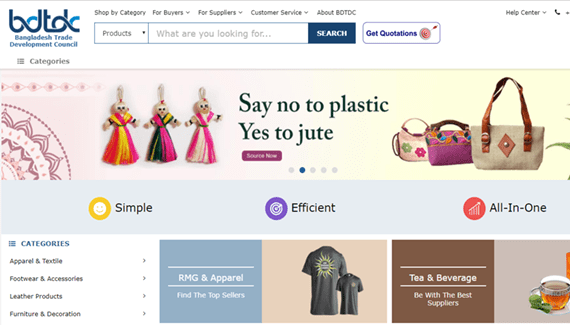 bdtdc
Bangladesh Trade
Development Council
Shop by Category For Buyers For Suppliers Customer Service About BDTDC
Help Center
Products What are you looking for... SEARCH Get Quotations
Categories
Say no to plastic
Yes to jute
Source Now
Simple Efficient All-In-One
CATEGORIES
Apparel & Textile
Footwear & Accessories
Leather Products
Furniture & Decoration
RMG & Apparel
Find The Top Sellers
Tea & Beverage
Be With The Best
Suppliers